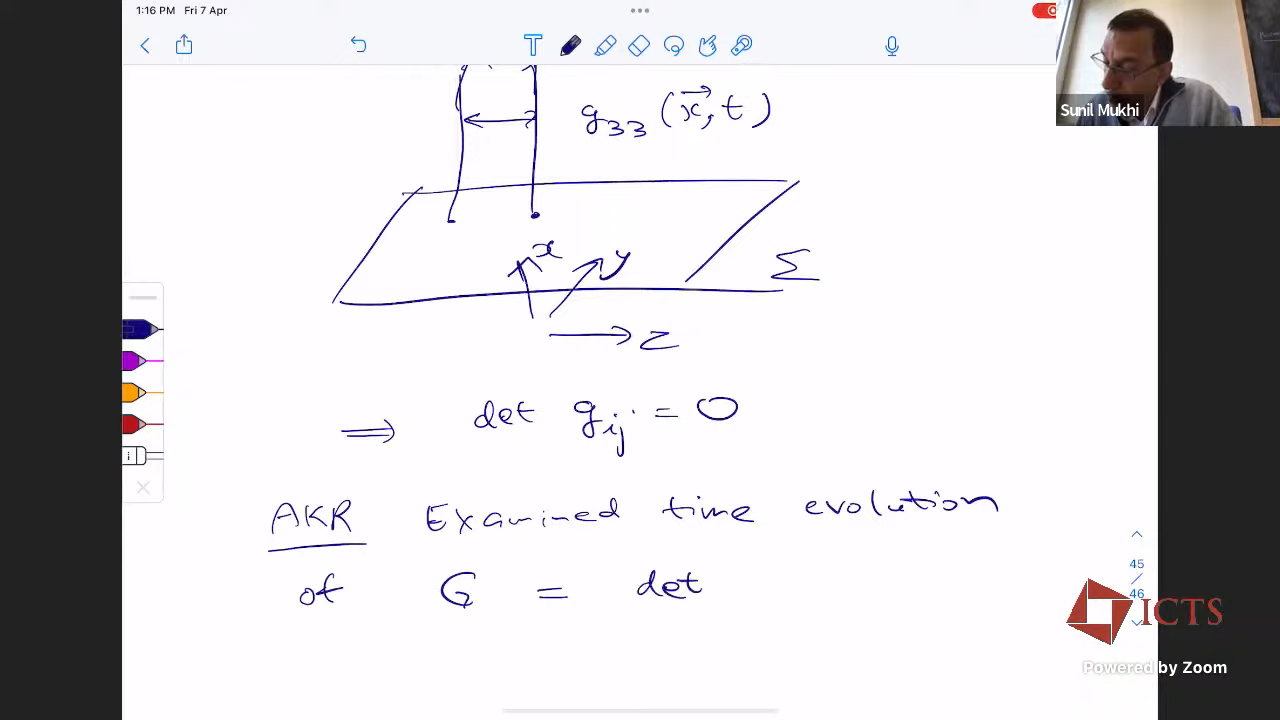 1:16 PM Fri 7 Apr
T
Sunil Mukhi
g₃₃ (x⃗, t)
x
y
Σ
z
⟹ det gᵢⱼ = 0
AKR Examined time evolution
of G = det
i
45
46
ICTS
Powered by Zoom